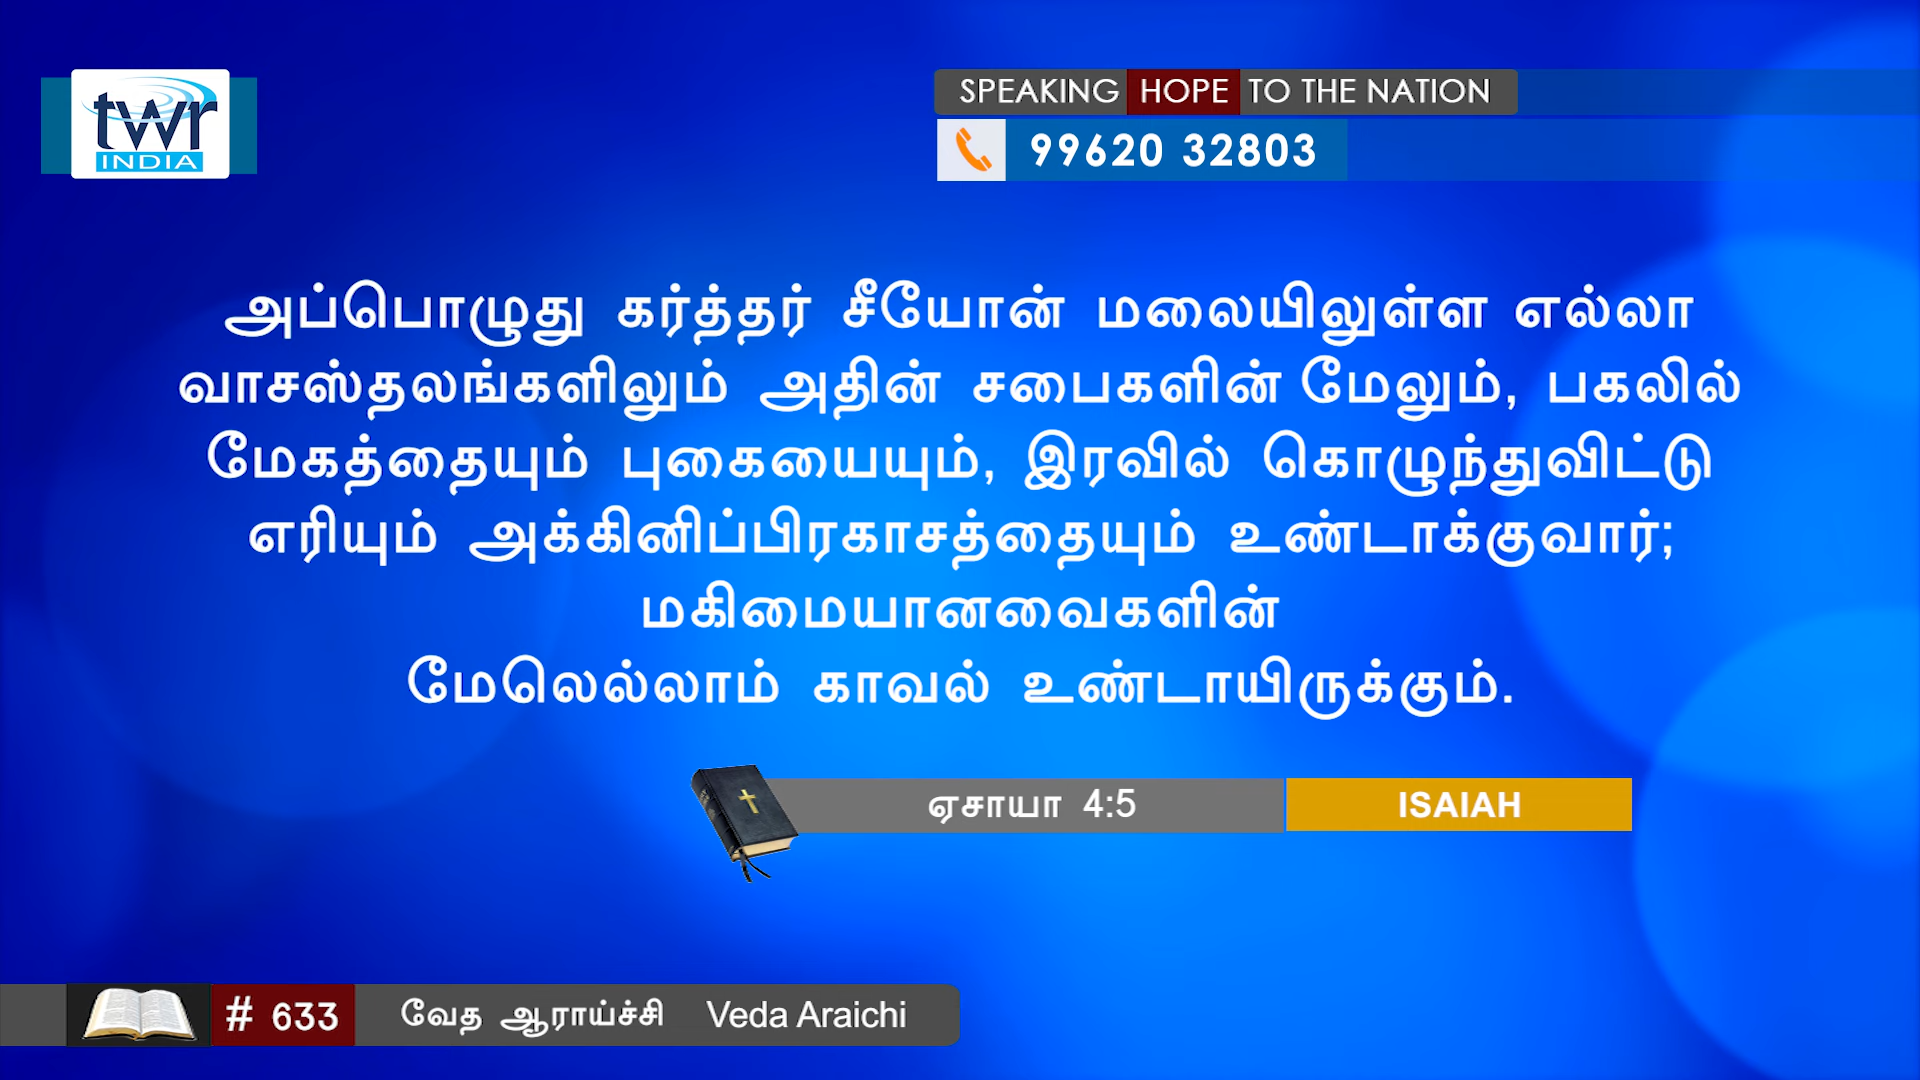 twr
INDIA
SPEAKING HOPE TO THE NATION
99620 32803
அப்பொழுது கர்த்தர் சீயோன் மலையிலுள்ள எல்லா
வாசஸ்தலங்களிலும் அதின் சபைகளின் மேலும், பகலில்
மேகத்தையும் புகையையும், இரவில் கொழுந்துவிட்டு
எரியும் அக்கினிப்பிரகாசத்தையும் உண்டாக்குவார்;
மகிமையானவைகளின்
மேலெல்லாம் காவல் உண்டாயிருக்கும்.
ஏசாயா 4:5 ISAIAH
# 633 வேத ஆராய்ச்சி Veda Araichi